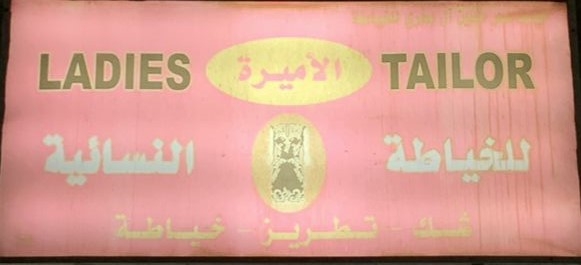 LADIES الأميرة TAILOR
للخياطة النسائية
شك - تطريز - خياطة